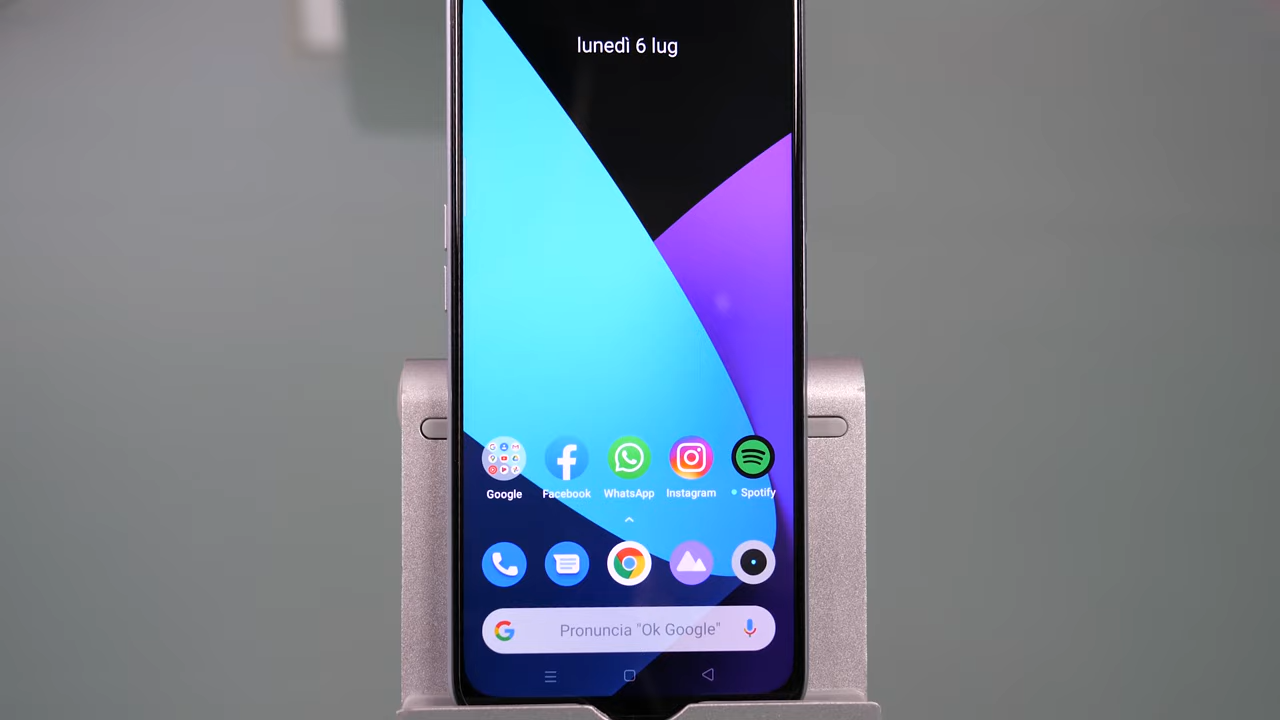 lunedì 6 lug
Google
Facebook
WhatsApp
Instagram
Spotify
Pronuncia "Ok Google"